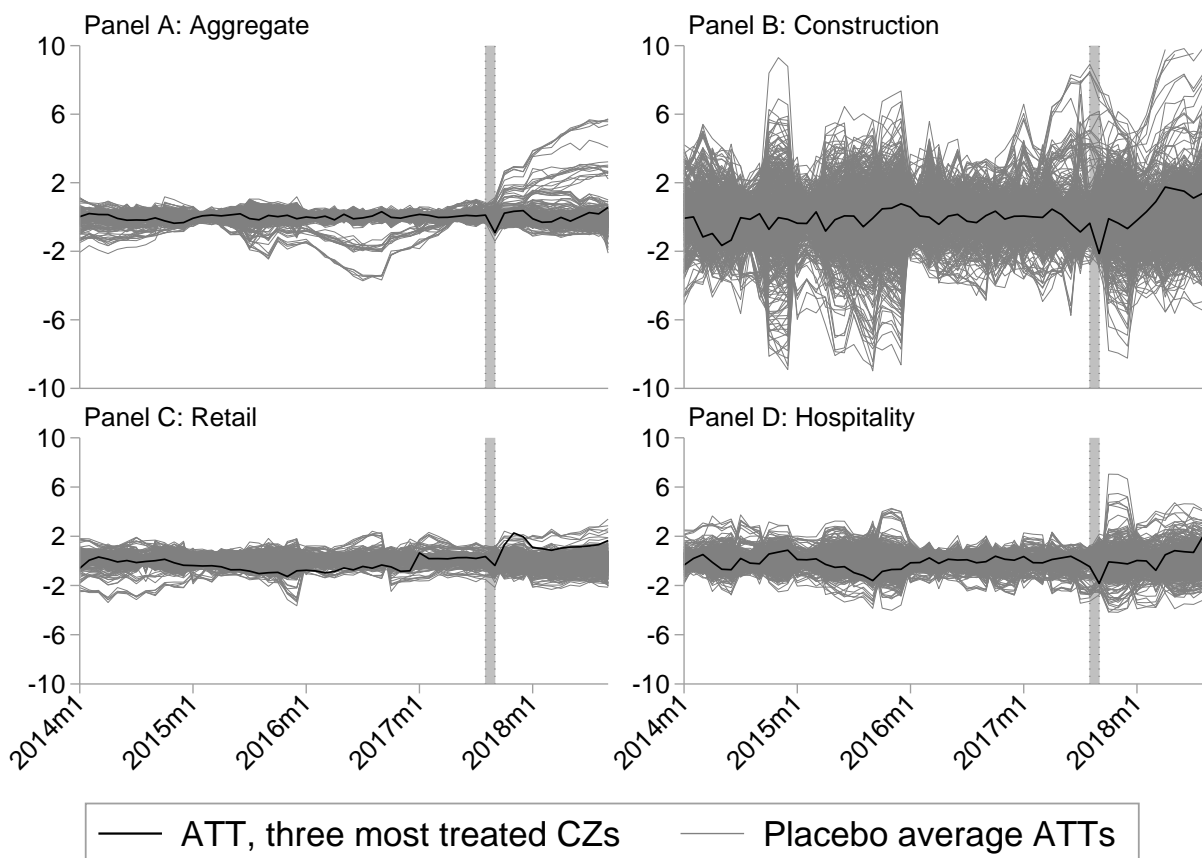 Panel A: Aggregate
10
6
2
-2
-6
-10
Panel B: Construction
10
6
2
-2
-6
-10
Panel C: Retail
10
6
2
-2
-6
-10
2014m1
2015m1
2016m1
2017m1
2018m1
Panel D: Hospitality
10
6
2
-2
-6
-10
2014m1
2015m1
2016m1
2017m1
2018m1
ATT, three most treated CZs
Placebo average ATTs